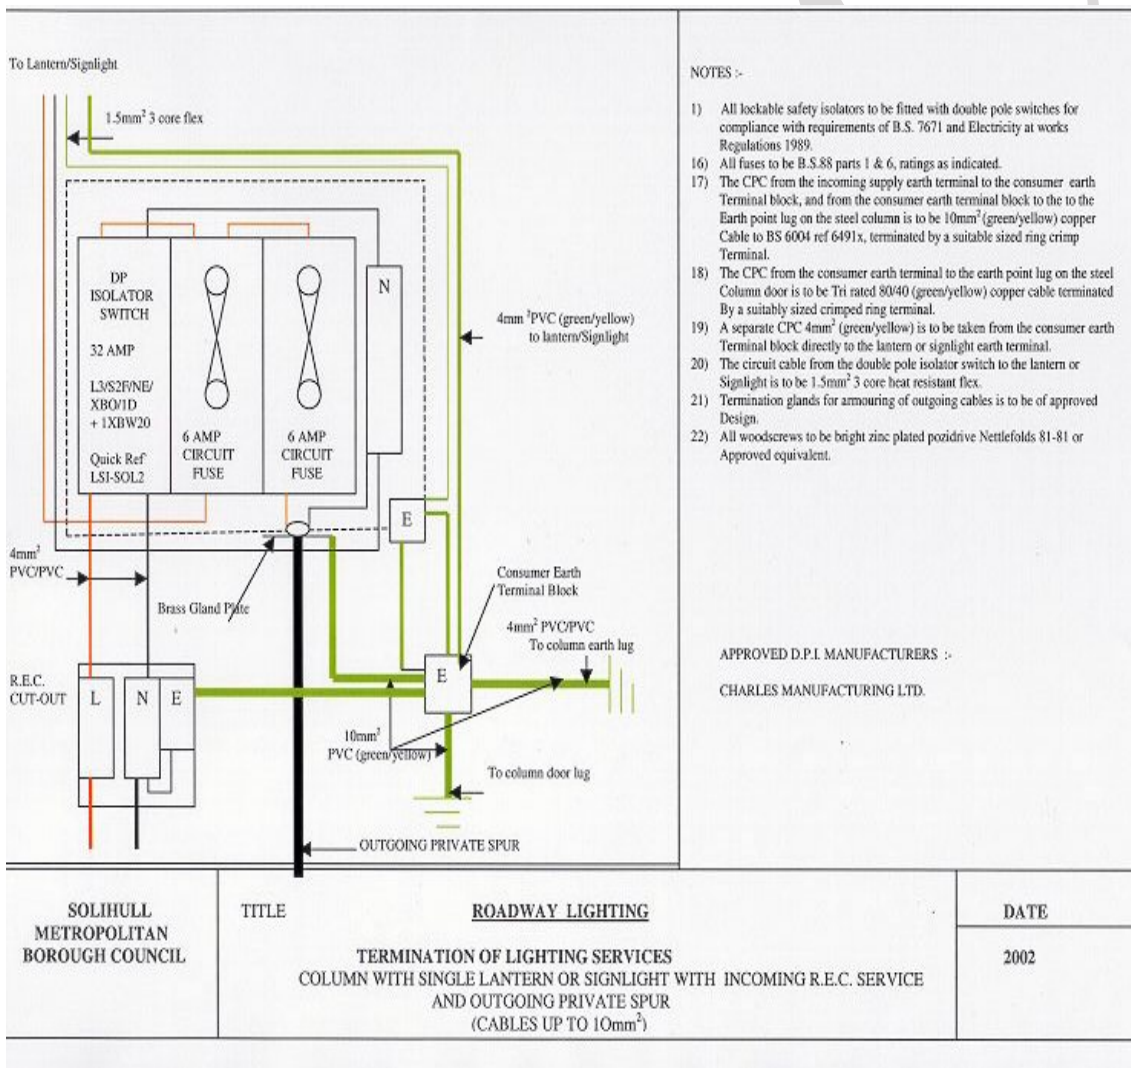 To Lantern/Signlight
1.5mm² 3 core flex
DP
ISOLATOR
SWITCH
32 AMP
L3/S2F/NE/
XBO/1D
+ 1XBW20
Quick Ref
LSI-SOL2
6 AMP
CIRCUIT
FUSE
6 AMP
CIRCUIT
FUSE
N
4mm ²PVC (green/yellow)
to lantern/Signlight
E
4mm²
PVC/PVC
Brass Gland Plate
Consumer Earth
Terminal Block
4mm² PVC/PVC
To column earth lug
R.E.C.
CUT-OUT
L
N
E
E
10mm²
PVC (green/yellow)
To column door lug
OUTGOING PRIVATE SPUR
NOTES :-
1) All lockable safety isolators to be fitted with double pole switches for
compliance with requirements of B.S. 7671 and Electricity at works
Regulations 1989.
16) All fuses to be B.S.88 parts 1 & 6, ratings as indicated.
17) The CPC from the incoming supply earth terminal to the consumer earth
Terminal block, and from the consumer earth terminal block to the to the
Earth point lug on the steel column is to be 10mm² (green/yellow) copper
Cable to BS 6004 ref 6491x, terminated by a suitable sized ring crimp
Terminal.
18) The CPC from the consumer earth terminal to the earth point lug on the steel
Column door is to be Tri rated 80/40 (green/yellow) copper cable terminated
By a suitably sized crimped ring terminal.
19) A separate CPC 4mm² (green/yellow) is to be taken from the consumer earth
Terminal block directly to the lantern or signlight earth terminal.
20) The circuit cable from the double pole isolator switch to the lantern or
Signlight is to be 1.5mm² 3 core heat resistant flex.
21) Termination glands for armouring of outgoing cables is to be of approved
Design.
22) All woodscrews to be bright zinc plated pozidrive Nettlefolds 81-81 or
Approved equivalent.
APPROVED D.P.I. MANUFACTURERS :-
CHARLES MANUFACTURING LTD.
SOLIHULL
METROPOLITAN
BOROUGH COUNCIL
TITLE
ROADWAY LIGHTING
TERMINATION OF LIGHTING SERVICES
COLUMN WITH SINGLE LANTERN OR SIGNLIGHT WITH INCOMING R.E.C. SERVICE
AND OUTGOING PRIVATE SPUR
(CABLES UP TO 1Omm²)
DATE
2002